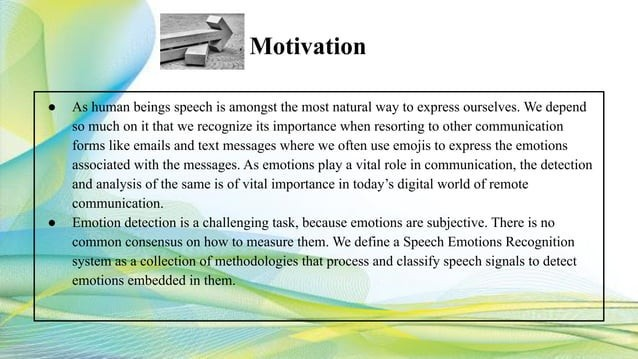 Motivation
● As human beings speech is amongst the most natural way to express ourselves. We depend
so much on it that we recognize its importance when resorting to other communication
forms like emails and text messages where we often use emojis to express the emotions
associated with the messages. As emotions play a vital role in communication, the detection
and analysis of the same is of vital importance in today’s digital world of remote
communication.
● Emotion detection is a challenging task, because emotions are subjective. There is no
common consensus on how to measure them. We define a Speech Emotions Recognition
system as a collection of methodologies that process and classify speech signals to detect
emotions embedded in them.